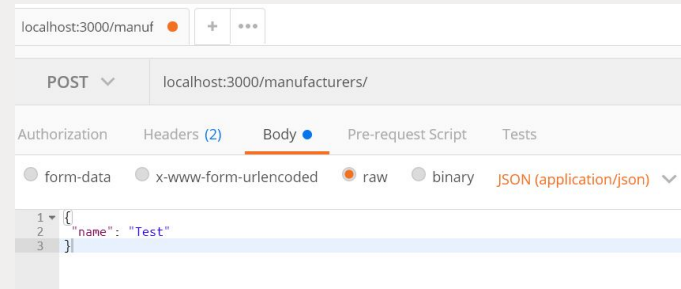 localhost:3000/manuf
POST localhost:3000/manufacturers/
Authorization Headers (2) Body Pre-request Script Tests
form-data x-www-form-urlencoded raw binary JSON (application/json)
1 {
2 "name": "Test"
3 }